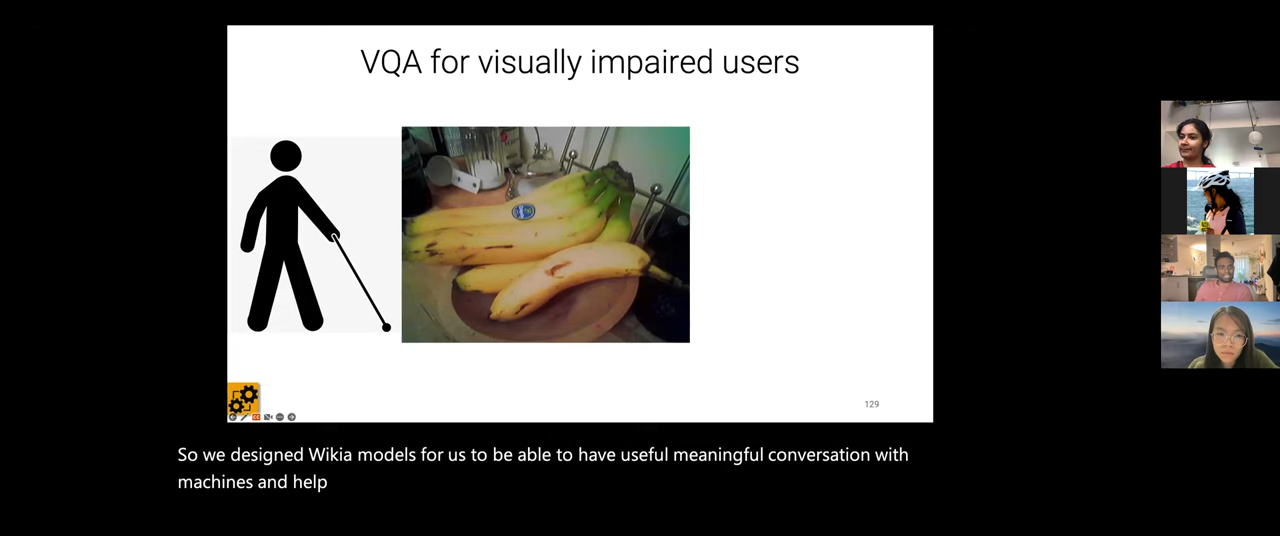 VQA for visually impaired users
129
So we designed Wikia models for us to be able to have useful meaningful conversation with
machines and help